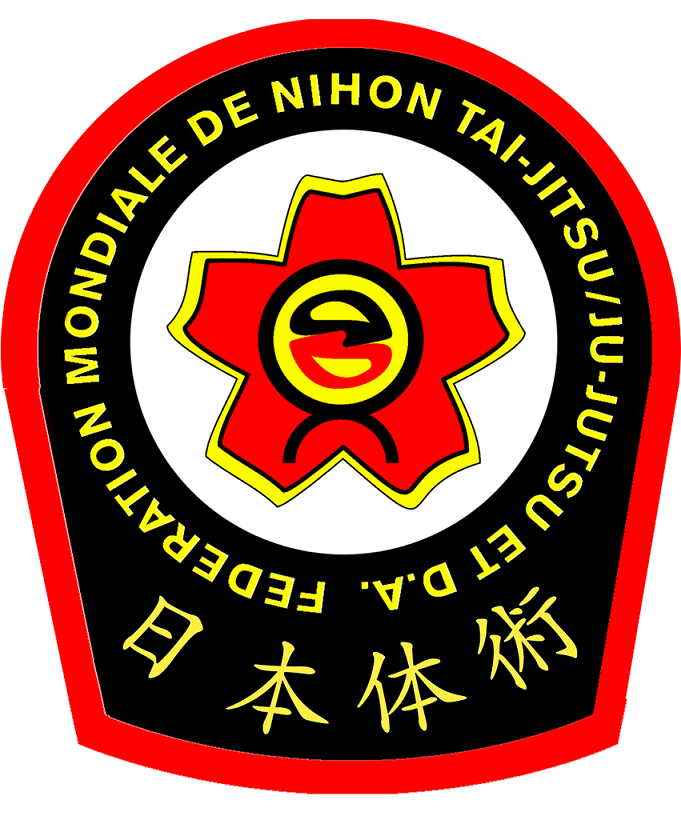 FEDERATION MONDIALE DE NIHON TAI-JITSU/JU-JUTSU ET D.A.
日本体術